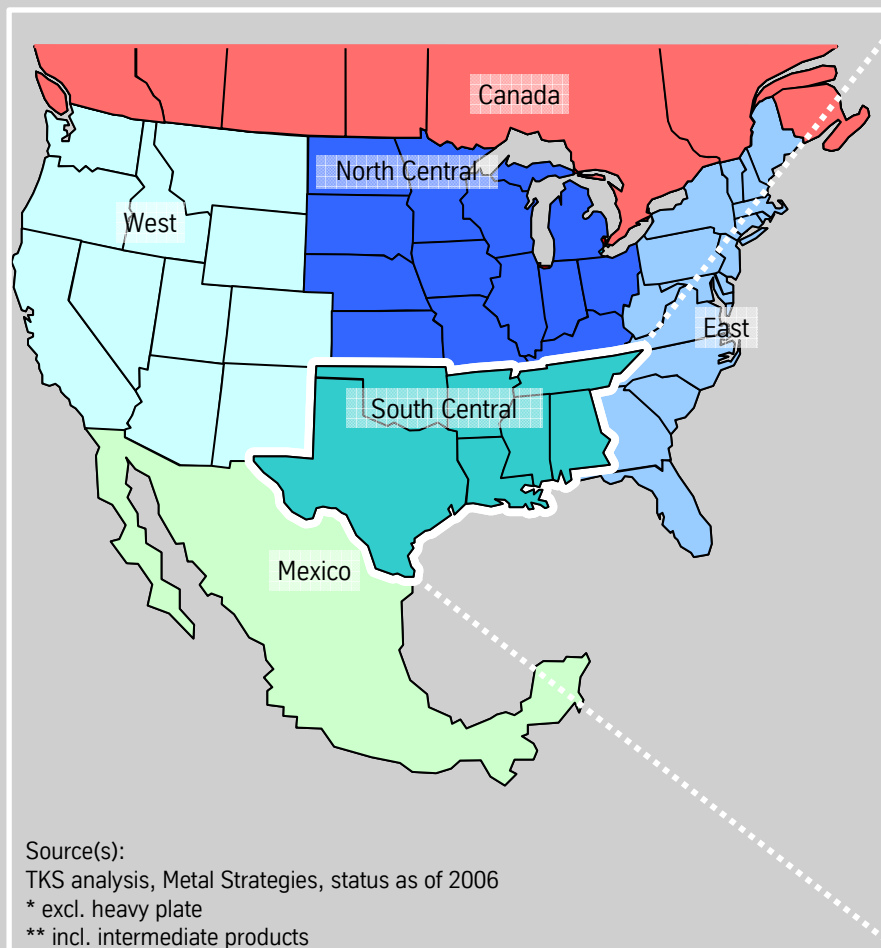 Canada
North Central
West
East
South Central
Mexico
Source(s):
TKS analysis, Metal Strategies, status as of 2006
* excl. heavy plate
** incl. intermediate products